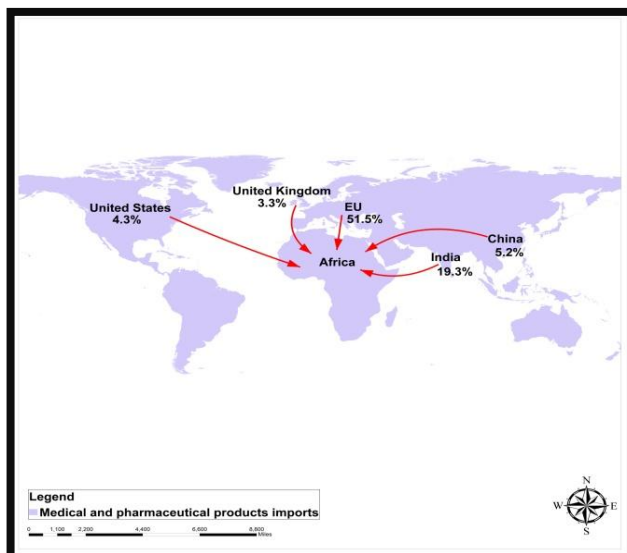 United Kingdom
3.3%
EU
51.5%
United States
4.3%
China
5.2%
India
19.3%
Africa
N
W
E
S
Legend
Medical and pharmaceutical products imports
0 1,100 2,200 4,400 6,600 8,800
Miles